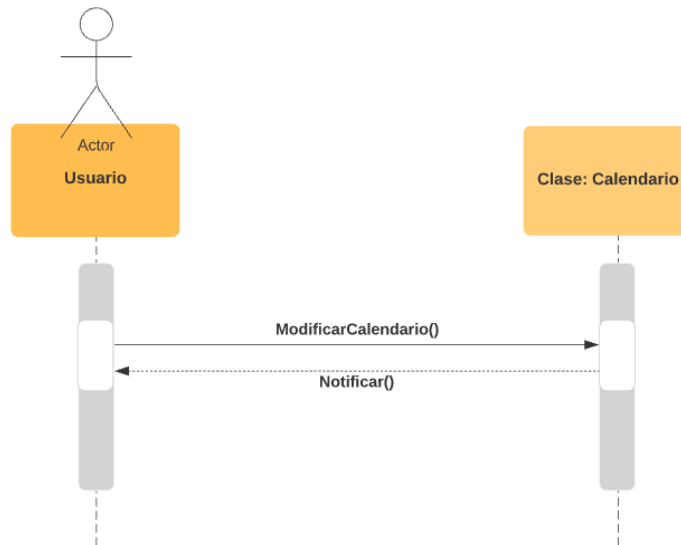 Actor
Usuario
Clase: Calendario
ModificarCalendario()
Notificar()